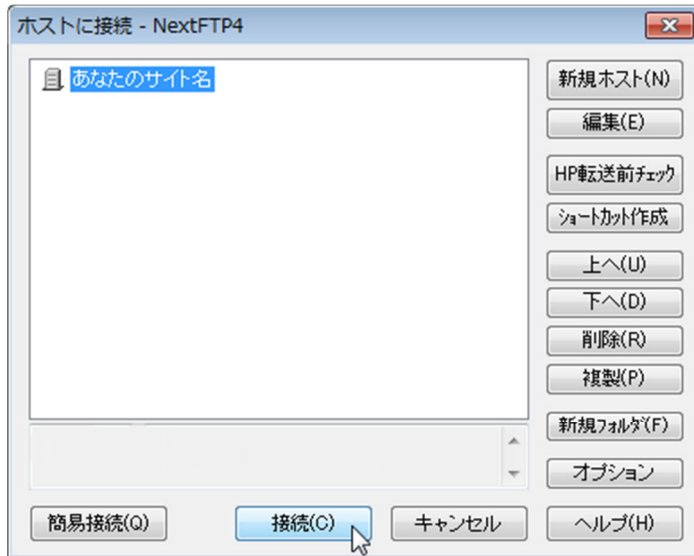 ホストに接続 - NextFTP4
あなたのサイト名
新規ホスト(N)
編集(E)
HP転送前ﾁｪｯｸ
ｼｮｰﾄｶｯﾄ作成
上へ(U)
下へ(D)
削除(R)
複製(P)
新規ﾌｫﾙﾀﾞ(F)
オプション
簡易接続(Q)
接続(C)
キャンセル
ヘルプ(H)